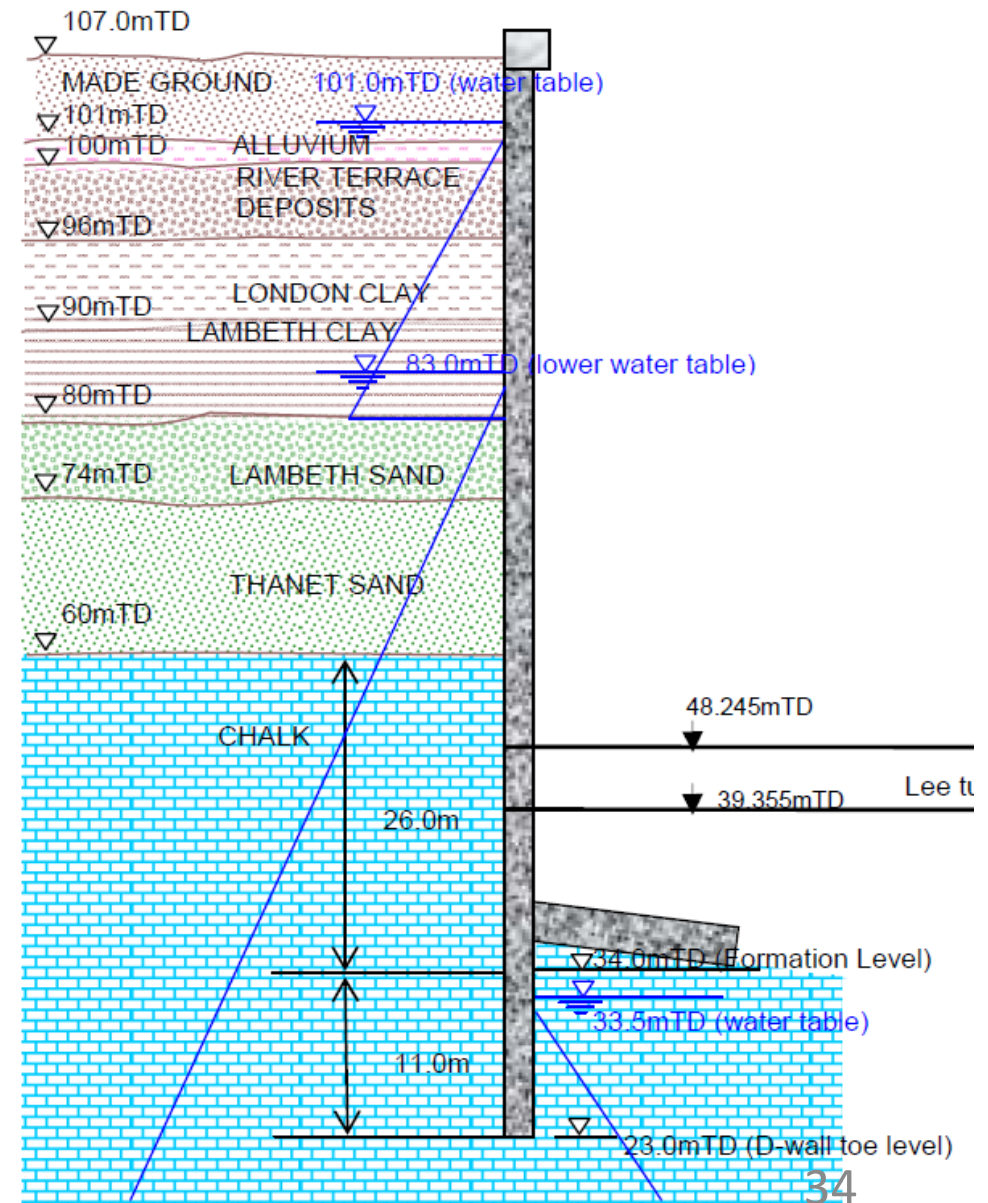 107.0mTD
MADE GROUND
101.0mTD (water table)
101mTD
100mTD
ALLUVIUM
RIVER TERRACE
DEPOSITS
96mTD
LONDON CLAY
90mTD
LAMBETH CLAY
83.0mTD (lower water table)
80mTD
74mTD
LAMBETH SAND
THANET SAND
60mTD
48.245mTD
CHALK
39.355mTD
Lee tu
26.0m
34.0mTD (Formation Level)
33.5mTD (water table)
11.0m
23.0mTD (D-wall toe level)
34